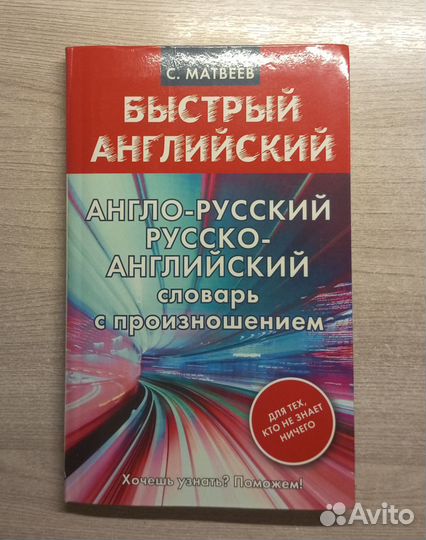 С. МАТВЕЕВ
БЫСТРЫЙ
АНГЛИЙСКИЙ
АНГЛО-РУССКИЙ
РУССКО-
АНГЛИЙСКИЙ
словарь
с произношением
ДЛЯ ТЕХ,
КТО НЕ ЗНАЕТ
НИЧЕГО
Хочешь узнать? Поможем!
Avito